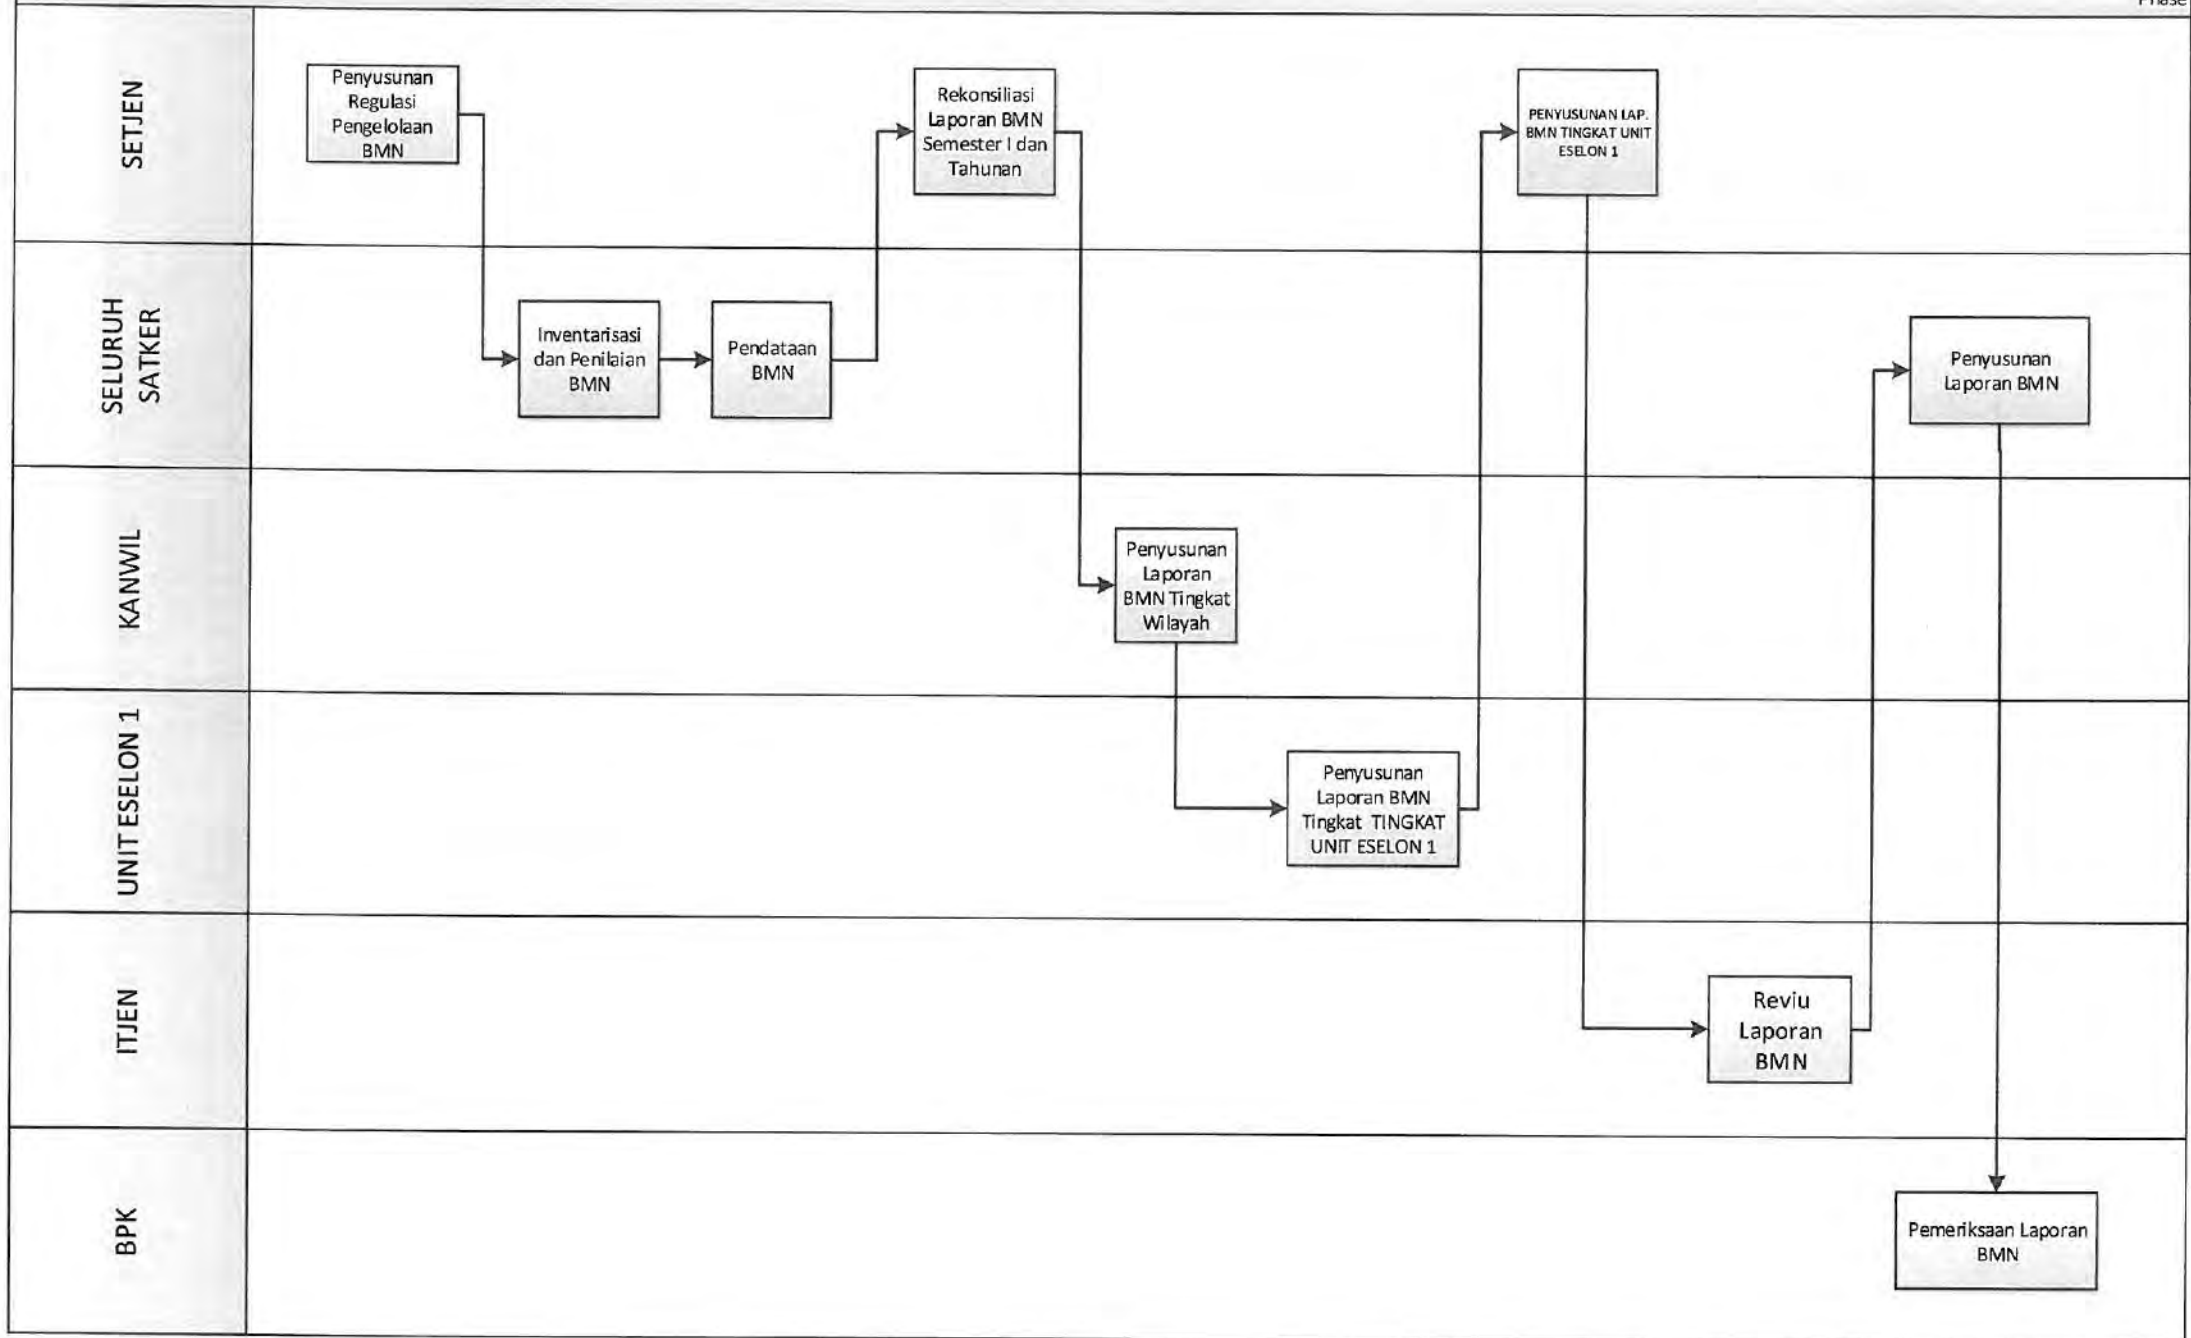 Phase
SETJEN
Penyusunan
Regulasi
Pengelolaan
BMN
Rekonsiliasi
Laporan BMN
Semester I dan
Tahunan
PENYUSUNAN LAP.
BMN TINGKAT UNIT
ESELON 1
SELURUH
SATKER
Inventarisasi
dan Penilaian
BMN
Pendataan
BMN
Penyusunan
Laporan BMN
KANWIL
Penyusunan
Laporan
BMN Tingkat
Wilayah
UNIT ESELON 1
Penyusunan
Laporan BMN
Tingkat TINGKAT
UNIT ESELON 1
ITJEN
Reviu
Laporan
BMN
BPK
Pemeriksaan Laporan
BMN